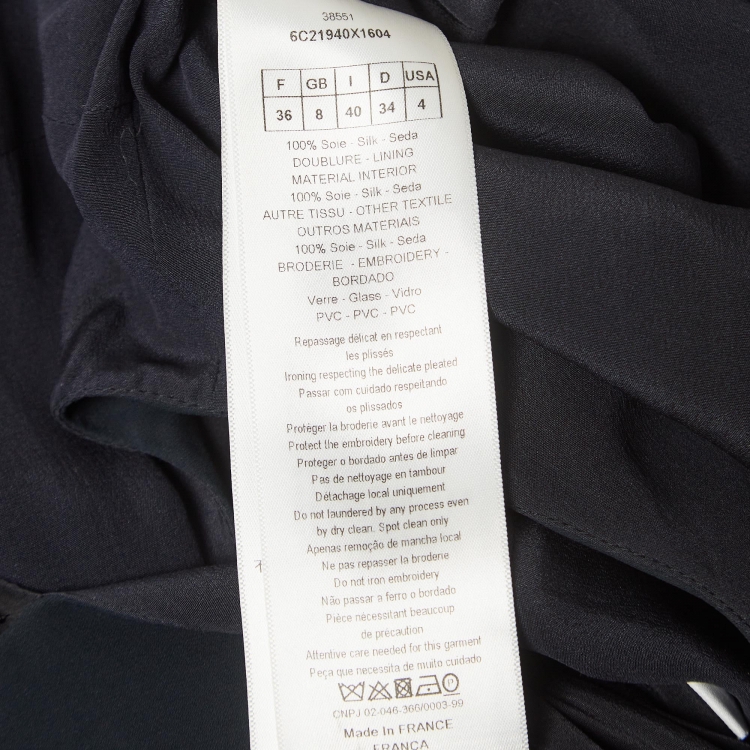 38551
6C21940X1604
F GB I D USA
36 8 40 34 4
100% Soie - Silk - Seda
DOUBLURE - LINING
MATERIAL INTERIOR
100% Soie - Silk - Seda
AUTRE TISSU - OTHER TEXTILE
OUTROS MATERIAIS
100% Soie - Silk - Seda
BRODERIE - EMBROIDERY -
BORDADO
Verre - Glass - Vidro
PVC - PVC - PVC
Repassage délicat en respectant
les plissés
Ironing respecting the delicate pleated
Passar com cuidado respeitando
os plissados
Protéger la broderie avant le nettoyage
Protect the embroidery before cleaning
Proteger o bordado antes de limpar
Pas de nettoyage en tambour
Détachage local uniquement
Do not laundered by any process even
by dry clean. Spot clean only
Apenas remoção de mancha local
Ne pas repasser la broderie
Do not iron embroidery
Não passar a ferro o bordado
Pièce nécessitant beaucoup
de précaution
Attentive care needed for this garment
Peça que necessita de muito cuidado
P
CNPJ 02-046-366/0003-99
Made In FRANCE
FRANÇA